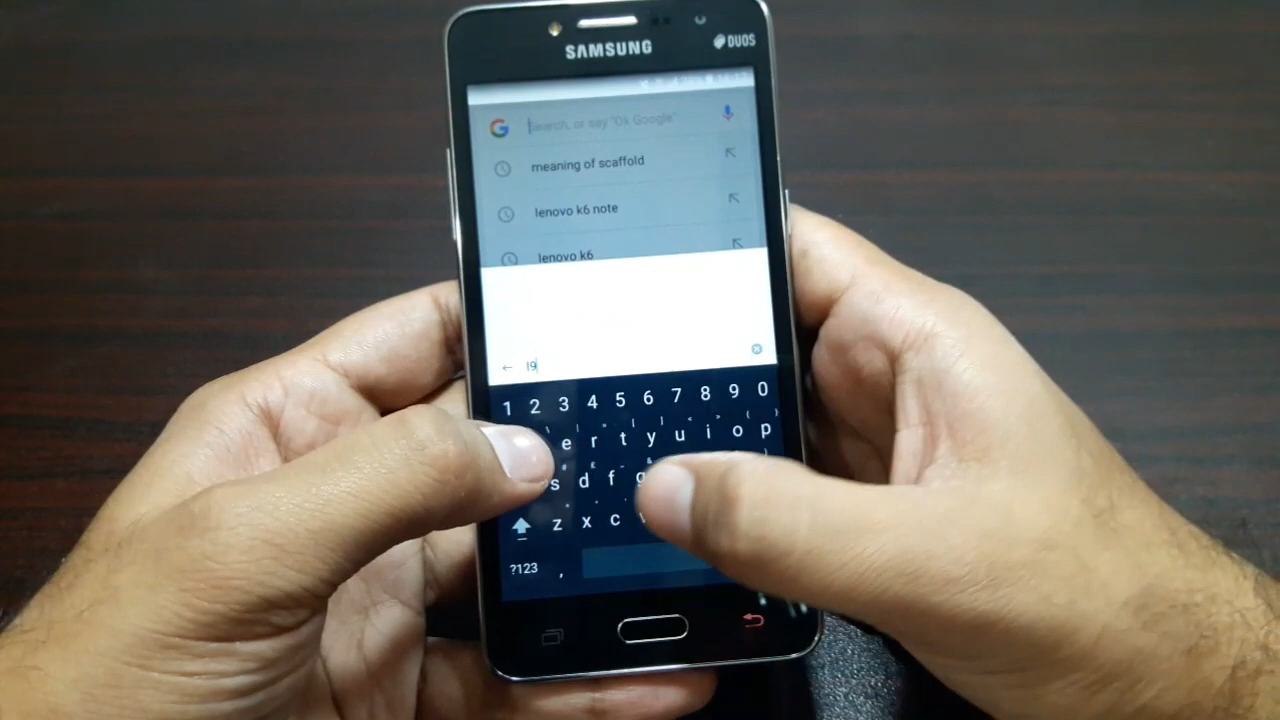 SAMSUNG
DUOS
Search, or say "Ok Google"
meaning of scaffold
lenovo k6 note
lenovo k6
l9
1 2 3 4 5 6 7 8 9 0
e r t y u i o p
s d f g
z x c
?123 ,